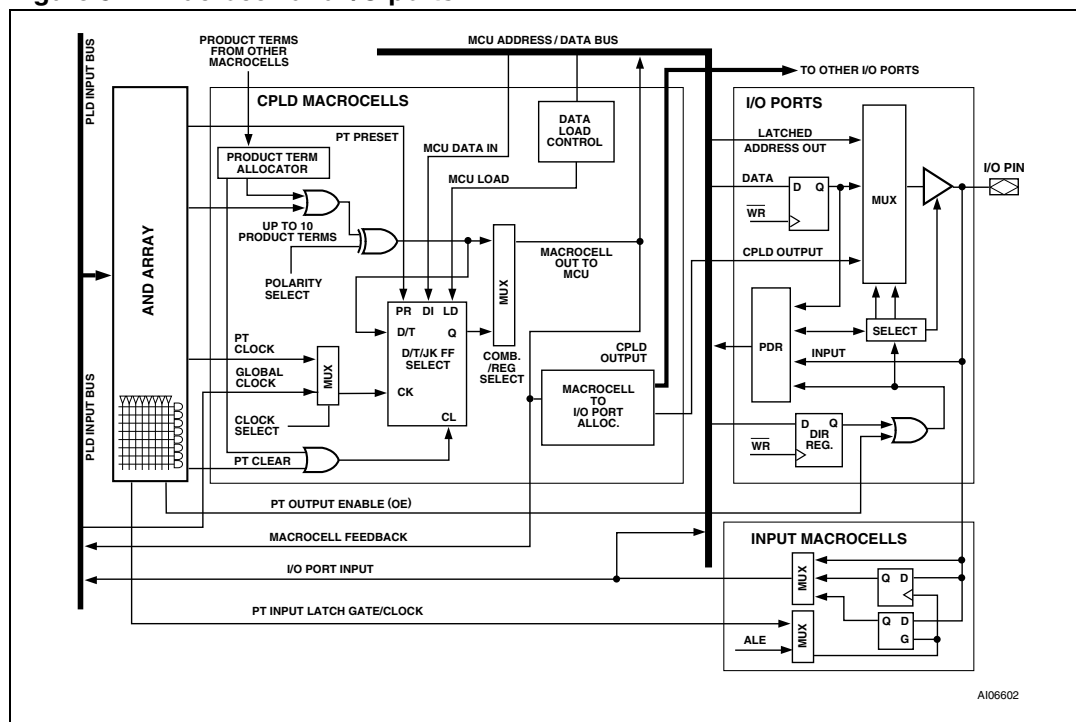 PLD INPUT BUS
PLD INPUT BUS
PRODUCT TERMS
FROM OTHER
MACROCELLS
MCU ADDRESS / DATA BUS
TO OTHER I/O PORTS
AND ARRAY
CPLD MACROCELLS
PT PRESET
PRODUCT TERM
ALLOCATOR
MCU DATA IN
MCU LOAD
DATA
LOAD
CONTROL
UP TO 10
PRODUCT TERMS
POLARITY
SELECT
PR DI LD
D/T Q
D/T/JK FF
SELECT
CK
CL
MUX
COMB.
/REG
SELECT
MACROCELL
OUT TO
MCU
PT
CLOCK
GLOBAL
CLOCK
MUX
CLOCK
SELECT
PT CLEAR
CPLD
OUTPUT
MACROCELL
TO
I/O PORT
ALLOC.
I/O PORTS
LATCHED
ADDRESS OUT
DATA
D Q
WR
MUX
I/O PIN
CPLD OUTPUT
SELECT
PDR
INPUT
D Q
DIR
REG.
WR
PT OUTPUT ENABLE (OE)
MACROCELL FEEDBACK
I/O PORT INPUT
PT INPUT LATCH GATE/CLOCK
INPUT MACROCELLS
MUX
Q D
Q D
G
MUX
ALE
AI06602